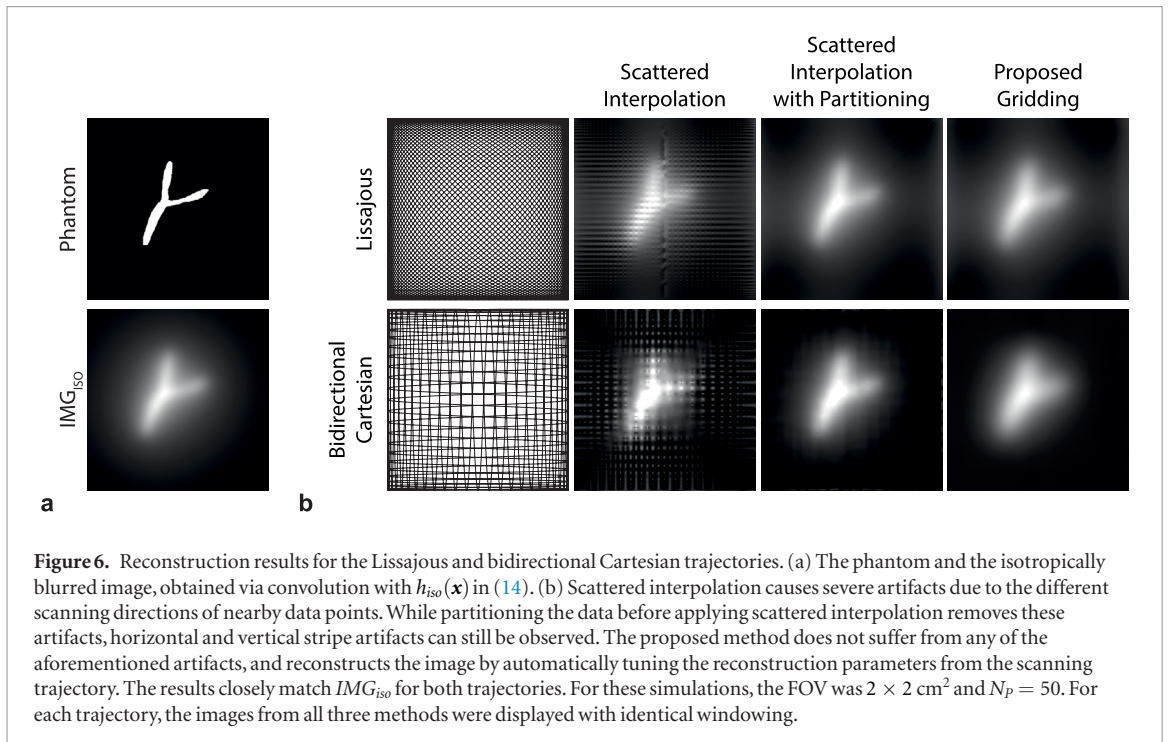 Scattered
Interpolation
Scattered
Interpolation
with Partitioning
Proposed
Gridding
Phantom
Lissajous
IMG_ISO
Bidirectional
Cartesian
a
b
Figure 6. Reconstruction results for the Lissajous and bidirectional Cartesian trajectories. (a) The phantom and the isotropically
blurred image, obtained via convolution with h_iso(x) in (14). (b) Scattered interpolation causes severe artifacts due to the different
scanning directions of nearby data points. While partitioning the data before applying scattered interpolation removes these
artifacts, horizontal and vertical stripe artifacts can still be observed. The proposed method does not suffer from any of the
aforementioned artifacts, and reconstructs the image by automatically tuning the reconstruction parameters from the scanning
trajectory. The results closely match IMG_iso for both trajectories. For these simulations, the FOV was 2 × 2 cm² and N_P = 50. For
each trajectory, the images from all three methods were displayed with identical windowing.